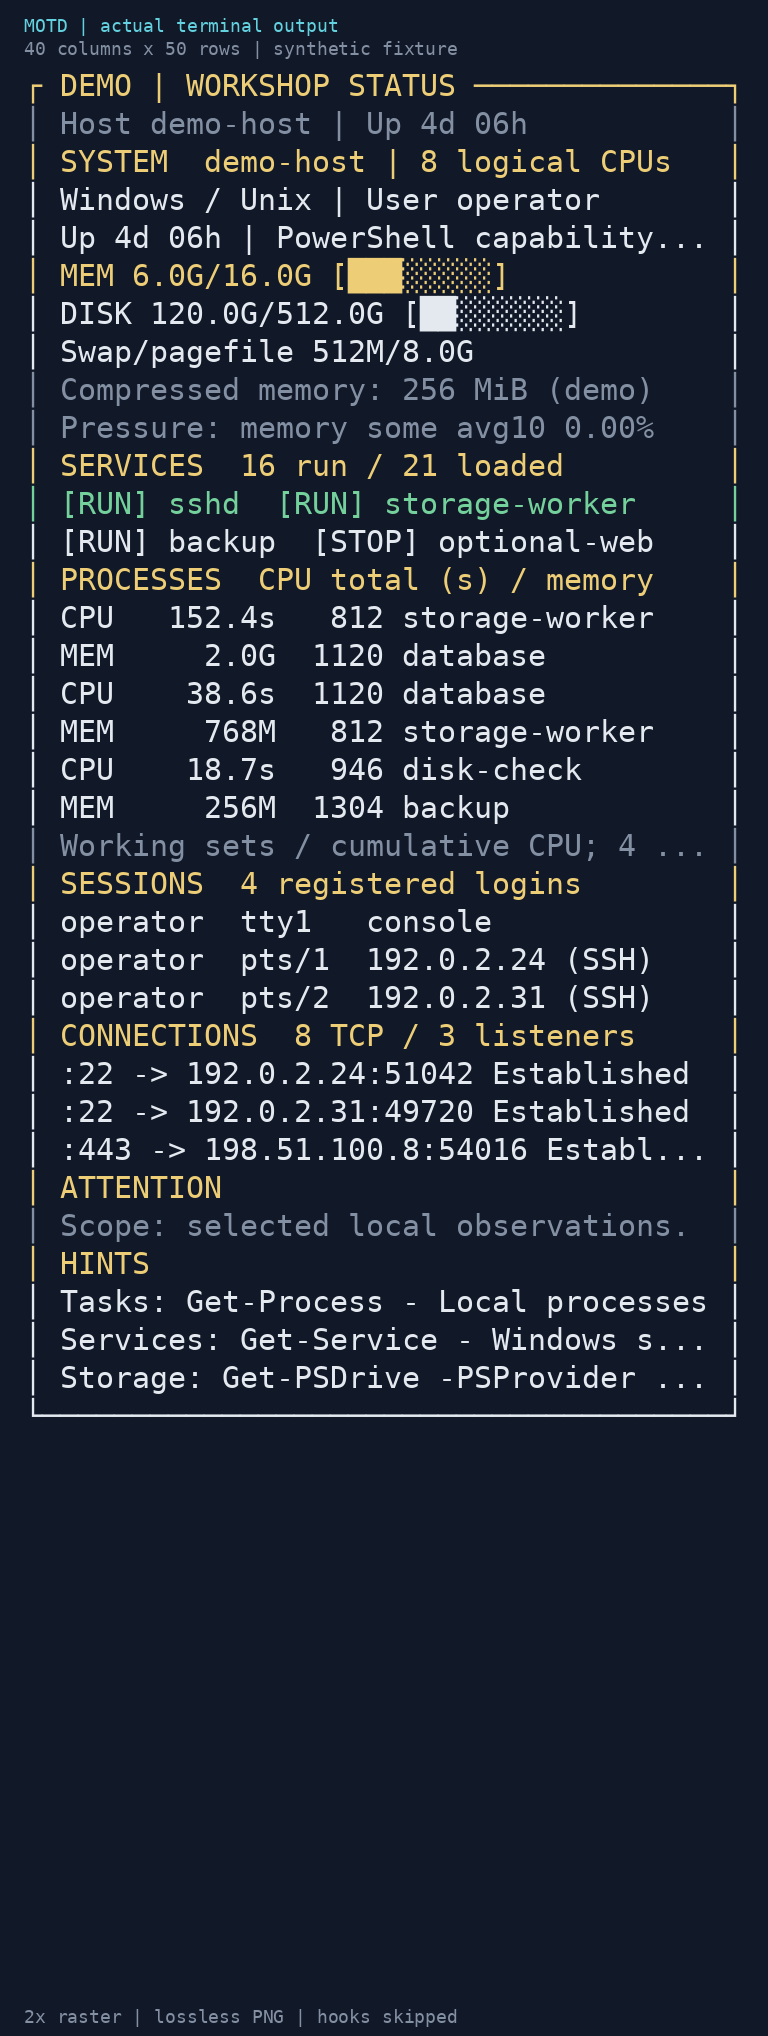 MOTD | actual terminal output
40 columns x 50 rows | synthetic fixture
DEMO | WORKSHOP STATUS
Host demo-host | Up 4d 06h
SYSTEM  demo-host | 8 logical CPUs
Windows / Unix | User operator
Up 4d 06h | PowerShell capability...
MEM 6.0G/16.0G [███░░░░░]
DISK 120.0G/512.0G [██░░░░░░]
Swap/pagefile 512M/8.0G
Compressed memory: 256 MiB (demo)
Pressure: memory some avg10 0.00%
SERVICES  16 run / 21 loaded
[RUN] sshd  [RUN] storage-worker
[RUN] backup  [STOP] optional-web
PROCESSES  CPU total (s) / memory
CPU   152.4s   812 storage-worker
MEM     2.0G  1120 database
CPU    38.6s  1120 database
MEM     768M   812 storage-worker
CPU    18.7s   946 disk-check
MEM     256M  1304 backup
Working sets / cumulative CPU; 4 ...
SESSIONS  4 registered logins
operator  tty1   console
operator  pts/1  192.0.2.24 (SSH)
operator  pts/2  192.0.2.31 (SSH)
CONNECTIONS  8 TCP / 3 listeners
:22 -> 192.0.2.24:51042 Established
:22 -> 192.0.2.31:49720 Established
:443 -> 198.51.100.8:54016 Establ...
ATTENTION
Scope: selected local observations.
HINTS
Tasks: Get-Process - Local processes
Services: Get-Service - Windows s...
Storage: Get-PSDrive -PSProvider ...
2x raster | lossless PNG | hooks skipped